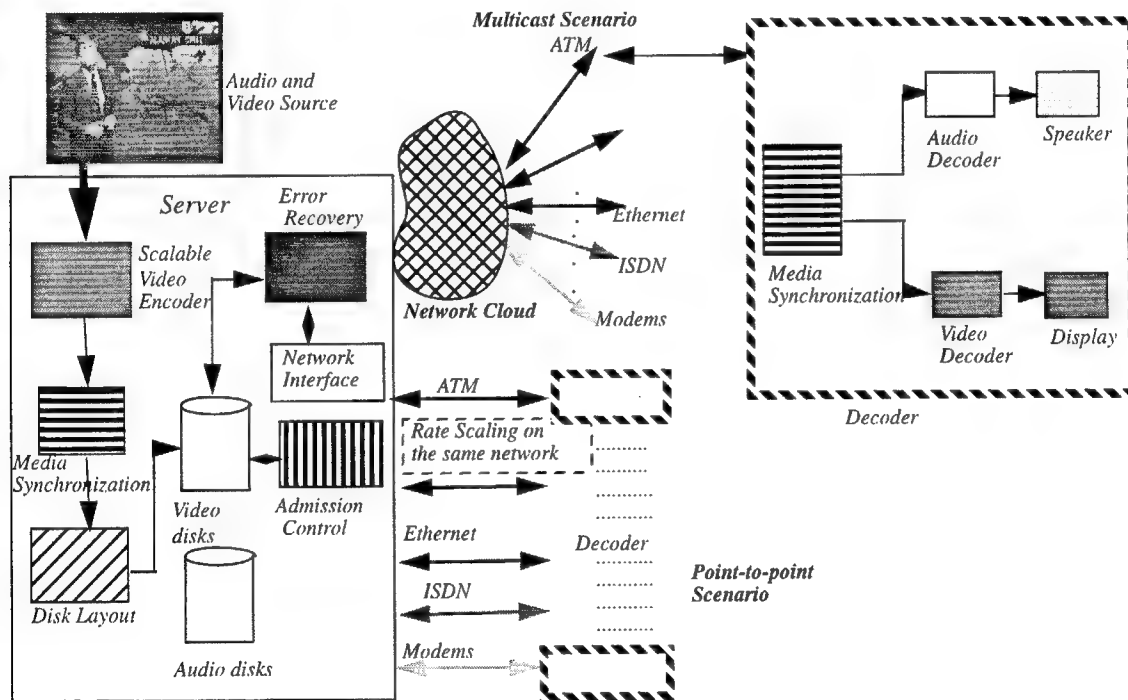 Multicast Scenario
ATM
Audio and
Video Source
Audio
Decoder
Speaker
Server
Error
Recovery
Scalable
Video
Encoder
Ethernet
ISDN
Network Cloud
Modems
Media
Synchronization
Video
Decoder
Display
Decoder
Network
Interface
ATM
Rate Scaling on
the same network
Media
Synchronization
Video
disks
Admission
Control
Ethernet
Decoder
ISDN
Point-to-point
Scenario
Disk Layout
Modems
Audio disks